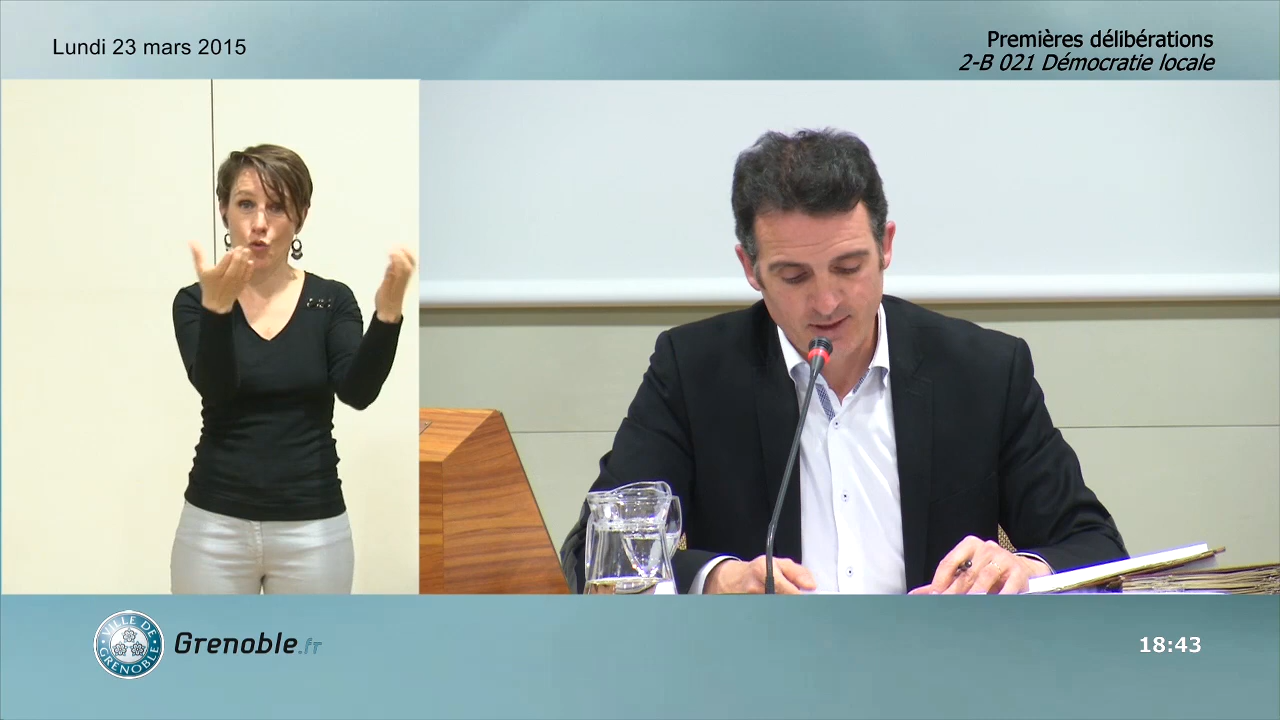 Lundi 23 mars 2015
Premières délibérations
2-B 021 Démocratie locale
VILLE DE
GRENOBLE
Grenoble.fr
18:43